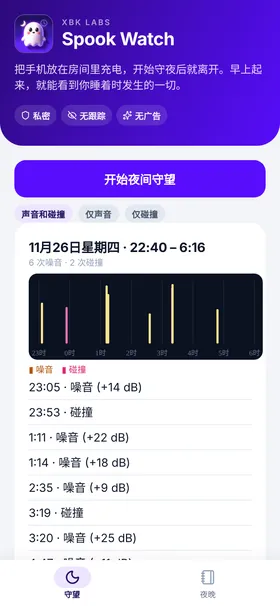 XBK LABS
Spook Watch
把手机放在房间里充电，开始守夜后就离开。早上起
来，就能看到你睡着时发生的一切。
私密
无跟踪
无广告
开始夜间守望
声音和碰撞
仅声音
仅碰撞
11月26日星期四 · 22:40 – 6:16
6 次噪音 · 2 次碰撞
23时 0时 1时 2时 3时 4时 5时 6时
噪音 碰撞
23:05 · 噪音 (+14 dB)
23:53 · 碰撞
1:11 · 噪音 (+22 dB)
1:14 · 噪音 (+18 dB)
2:35 · 噪音 (+9 dB)
3:19 · 碰撞
3:20 · 噪音 (+25 dB)
守望
夜晚